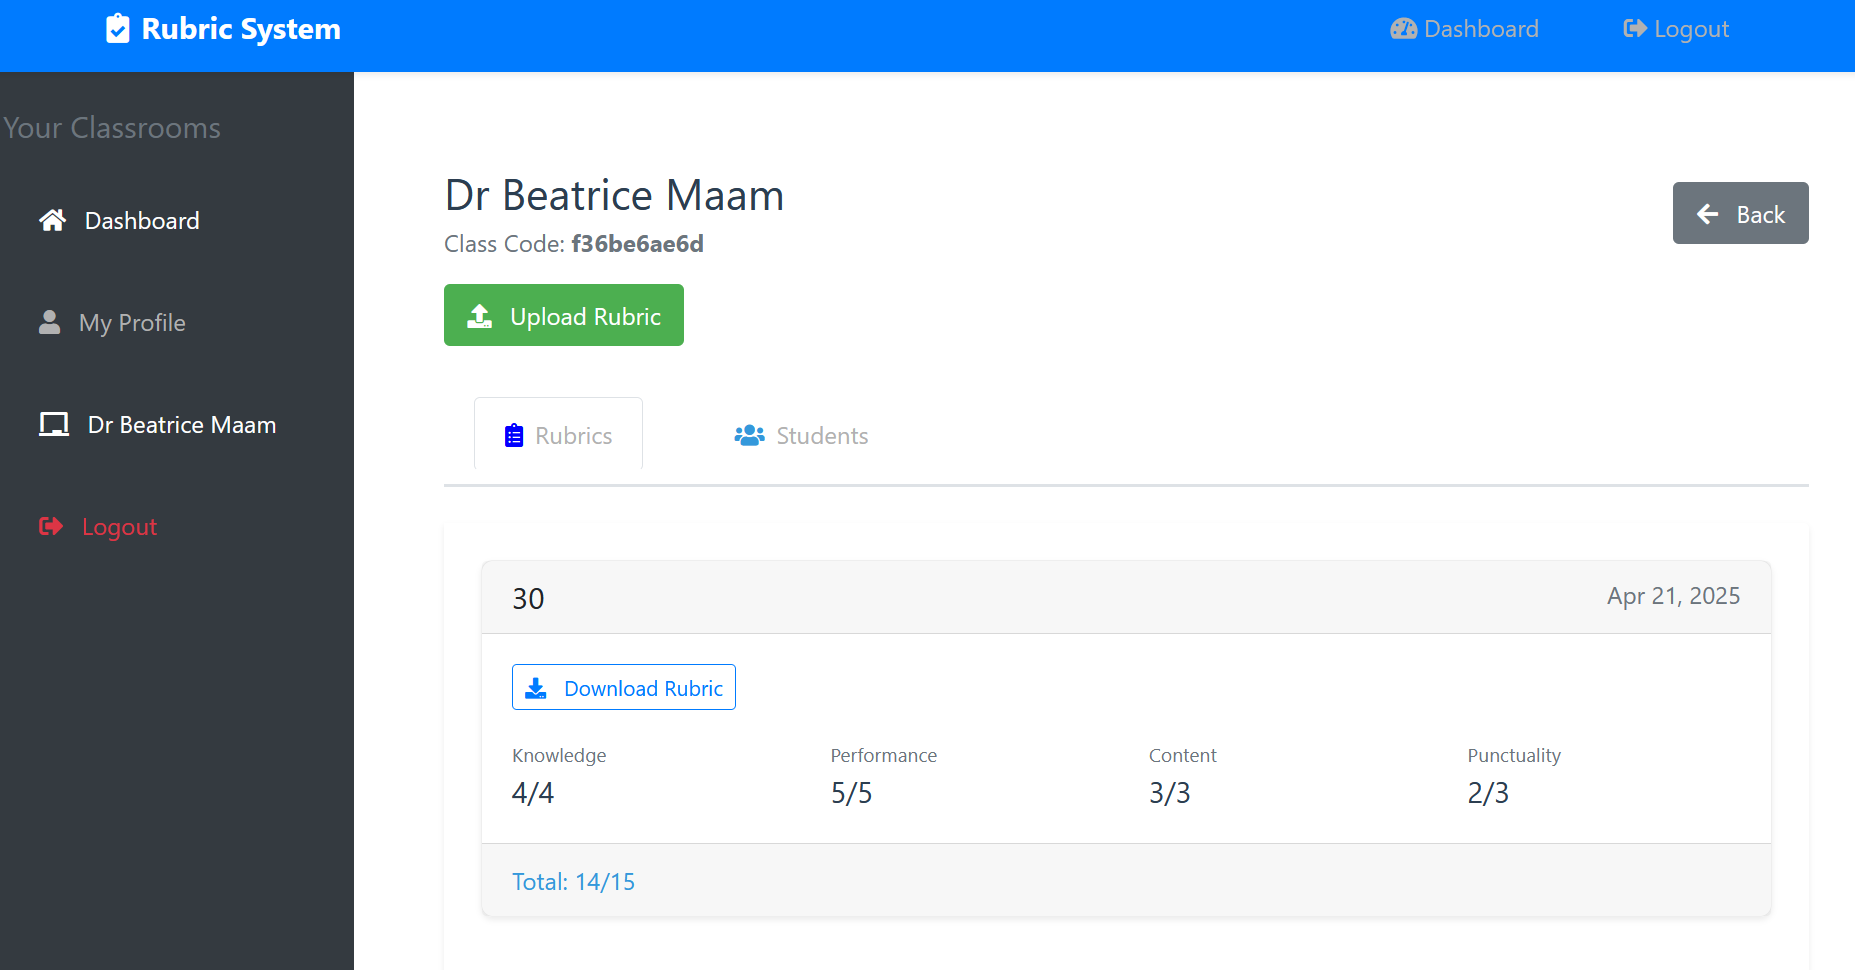 Rubric System
Dashboard
Logout
Your Classrooms
Dashboard
My Profile
Dr Beatrice Maam
Logout
Dr Beatrice Maam
Back
Class Code: f36be6ae6d
Upload Rubric
Rubrics
Students
30
Apr 21, 2025
Download Rubric
Knowledge
4/4
Performance
5/5
Content
3/3
Punctuality
2/3
Total: 14/15